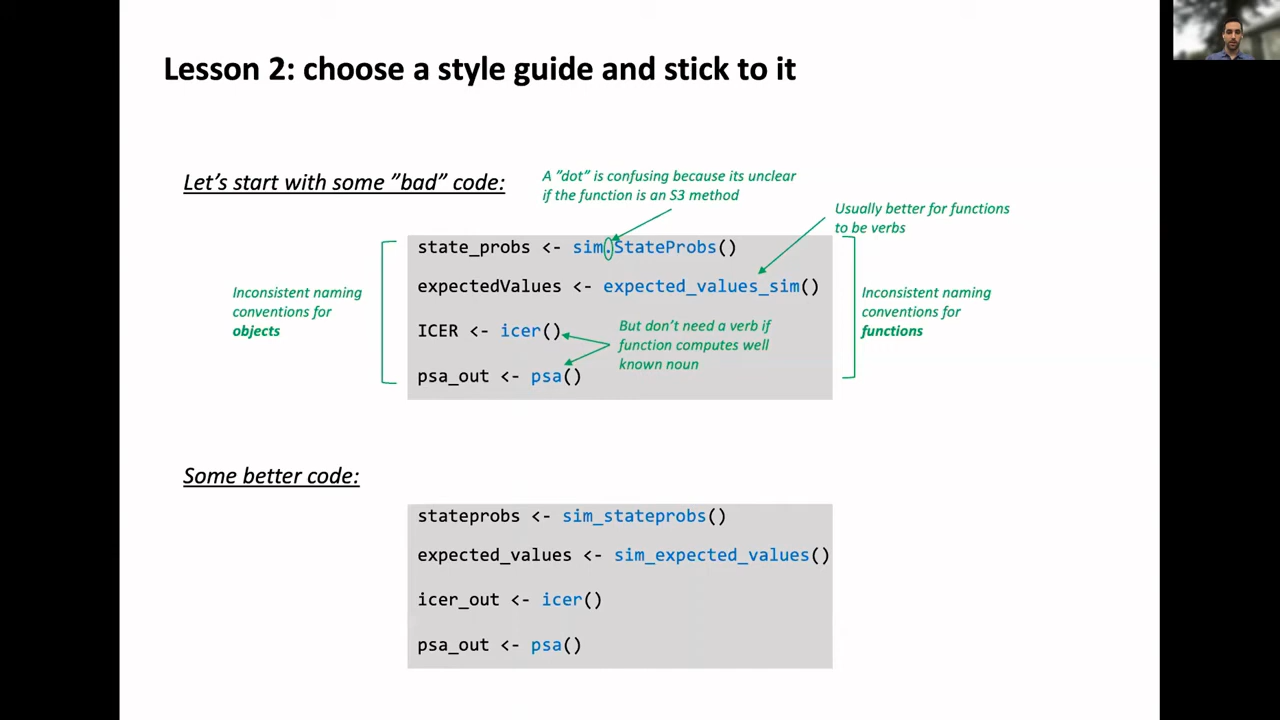 Lesson 2: choose a style guide and stick to it
Let's start with some ”bad” code:
A ”dot” is confusing because its unclear
if the function is an S3 method
Usually better for functions
to be verbs
state_probs <- sim.StateProbs()
expectedValues <- expected_values_sim()
ICER <- icer()
psa_out <- psa()
Inconsistent naming
conventions for
objects
But don't need a verb if
function computes well
known noun
Inconsistent naming
conventions for
functions
Some better code:
stateprobs <- sim_stateprobs()
expected_values <- sim_expected_values()
icer_out <- icer()
psa_out <- psa()